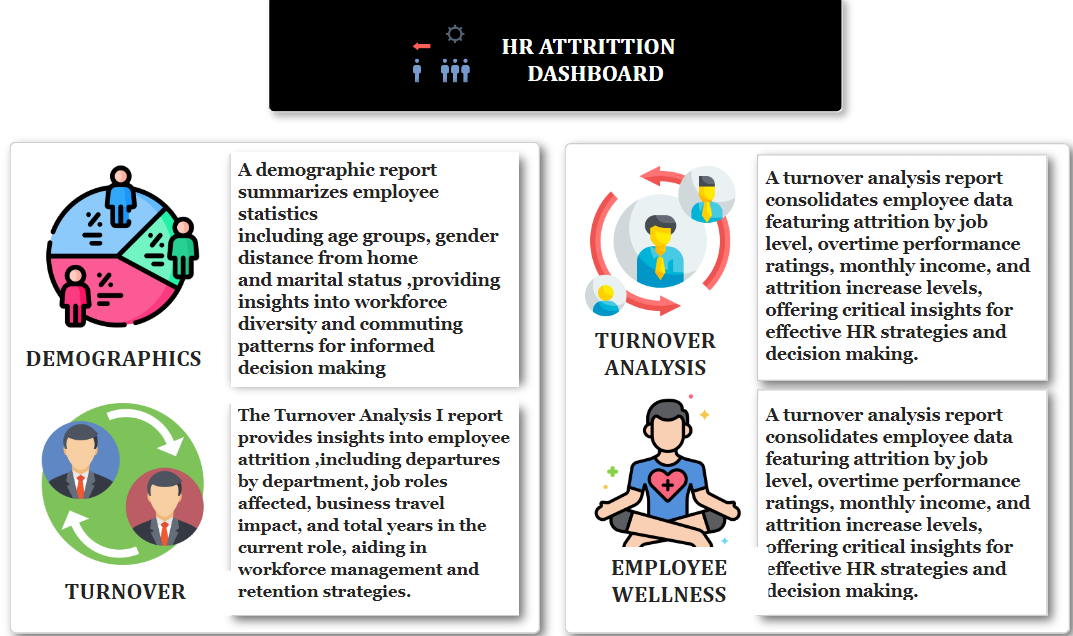 HR ATTRITTION
DASHBOARD
A demographic report
summarizes employee
statistics
including age groups, gender
distance from home
and marital status ,providing
insights into workforce
diversity and commuting
patterns for informed
decision making
DEMOGRAPHICS
The Turnover Analysis I report
provides insights into employee
attrition ,including departures
by department, job roles
affected, business travel
impact, and total years in the
current role, aiding in
workforce management and
retention strategies.
TURNOVER
A turnover analysis report
consolidates employee data
featuring attrition by job
level, overtime performance
ratings, monthly income, and
attrition increase levels,
offering critical insights for
effective HR strategies and
decision making.
TURNOVER
ANALYSIS
A turnover analysis report
consolidates employee data
featuring attrition by job
level, overtime performance
ratings, monthly income, and
attrition increase levels,
offering critical insights for
effective HR strategies and
decision making.
EMPLOYEE
WELLNESS